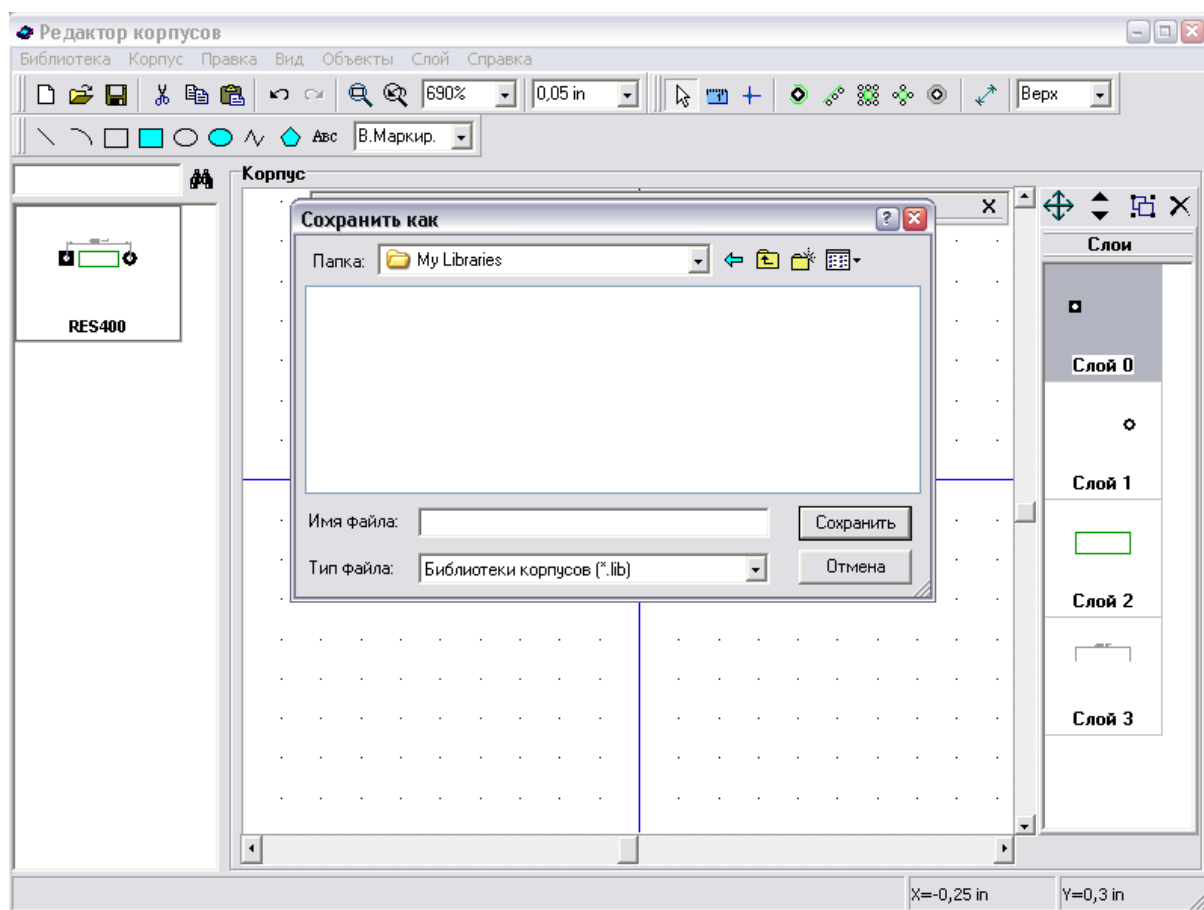 Редактор корпусов
Библиотека Корпус Правка Вид Объекты Слой Справка
690% 0,05 in Верх
Abc В.Маркир.
Корпус
Сохранить как
Папка: My Libraries
Слои
RES400
Слой 0
Слой 1
Имя файла: Сохранить
Тип файла: Библиотеки корпусов (*.lib) Отмена
Слой 2
Слой 3
X=-0,25 in Y=0,3 in